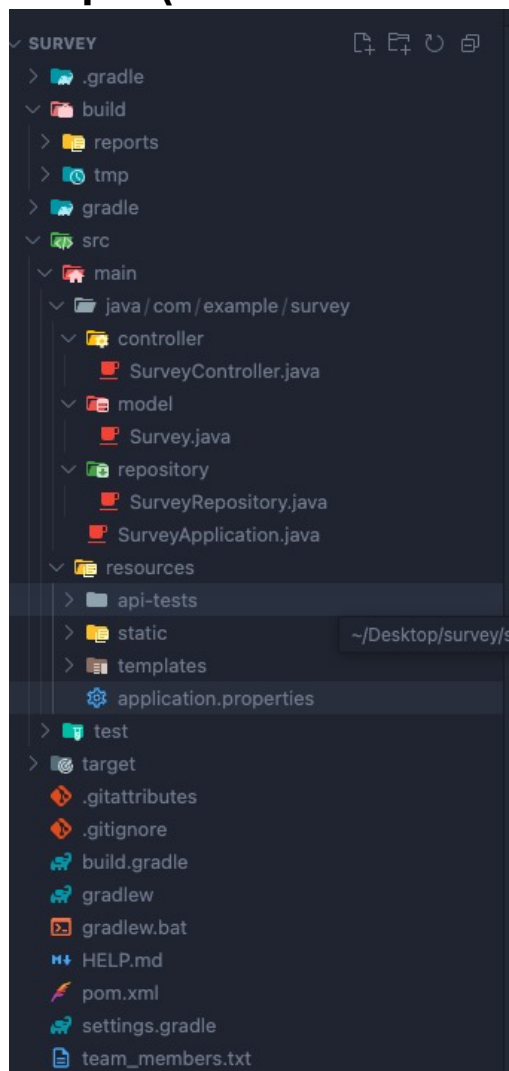 SURVEY
.gradle
build
reports
tmp
gradle
src
main
java/com/example/survey
controller
SurveyController.java
model
Survey.java
repository
SurveyRepository.java
SurveyApplication.java
resources
api-tests
static
~/Desktop/survey/s
templates
application.properties
test
target
.gitattributes
.gitignore
build.gradle
gradlew
gradlew.bat
HELP.md
pom.xml
settings.gradle
team_members.txt